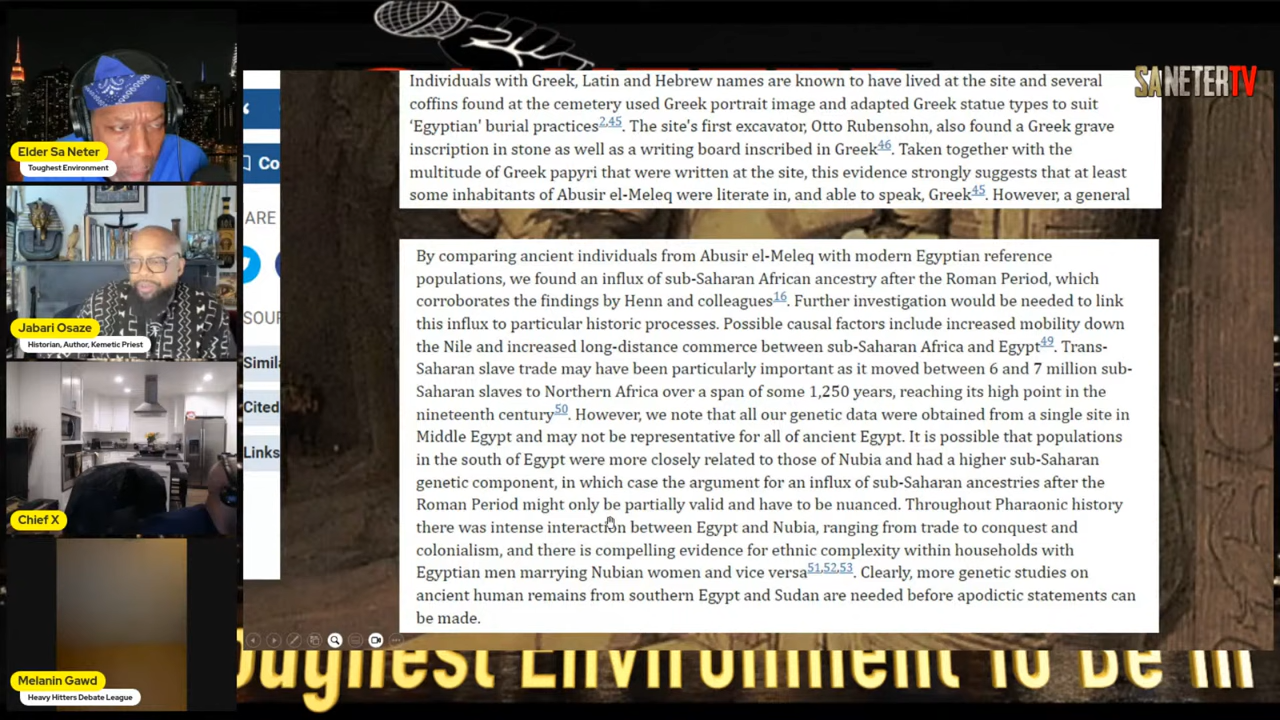 SANETERTV
Elder Sa Neter
Toughest Environment
Jabari Osaze
Historian, Author, Kemetic Priest
Chief X
Melanin Gawd
Heavy Hitters Debate League
Co
ARE
SOUR
Simila
Cited
Links
Individuals with Greek, Latin and Hebrew names are known to have lived at the site and several
coffins found at the cemetery used Greek portrait image and adapted Greek statue types to suit
‘Egyptian’ burial practices2,45. The site’s first excavator, Otto Rubensohn, also found a Greek grave
inscription in stone as well as a writing board inscribed in Greek46. Taken together with the
multitude of Greek papyri that were written at the site, this evidence strongly suggests that at least
some inhabitants of Abusir el-Meleq were literate in, and able to speak, Greek45. However, a general
By comparing ancient individuals from Abusir el-Meleq with modern Egyptian reference
populations, we found an influx of sub-Saharan African ancestry after the Roman Period, which
corroborates the findings by Henn and colleagues16. Further investigation would be needed to link
this influx to particular historic processes. Possible causal factors include increased mobility down
the Nile and increased long-distance commerce between sub-Saharan Africa and Egypt49. Trans-
Saharan slave trade may have been particularly important as it moved between 6 and 7 million sub-
Saharan slaves to Northern Africa over a span of some 1,250 years, reaching its high point in the
nineteenth century50. However, we note that all our genetic data were obtained from a single site in
Middle Egypt and may not be representative for all of ancient Egypt. It is possible that populations
in the south of Egypt were more closely related to those of Nubia and had a higher sub-Saharan
genetic component, in which case the argument for an influx of sub-Saharan ancestries after the
Roman Period might only be partially valid and have to be nuanced. Throughout Pharaonic history
there was intense interaction between Egypt and Nubia, ranging from trade to conquest and
colonialism, and there is compelling evidence for ethnic complexity within households with
Egyptian men marrying Nubian women and vice versa51,52,53. Clearly, more genetic studies on
ancient human remains from southern Egypt and Sudan are needed before apodictic statements can
be made.
oughest Environment To Be In